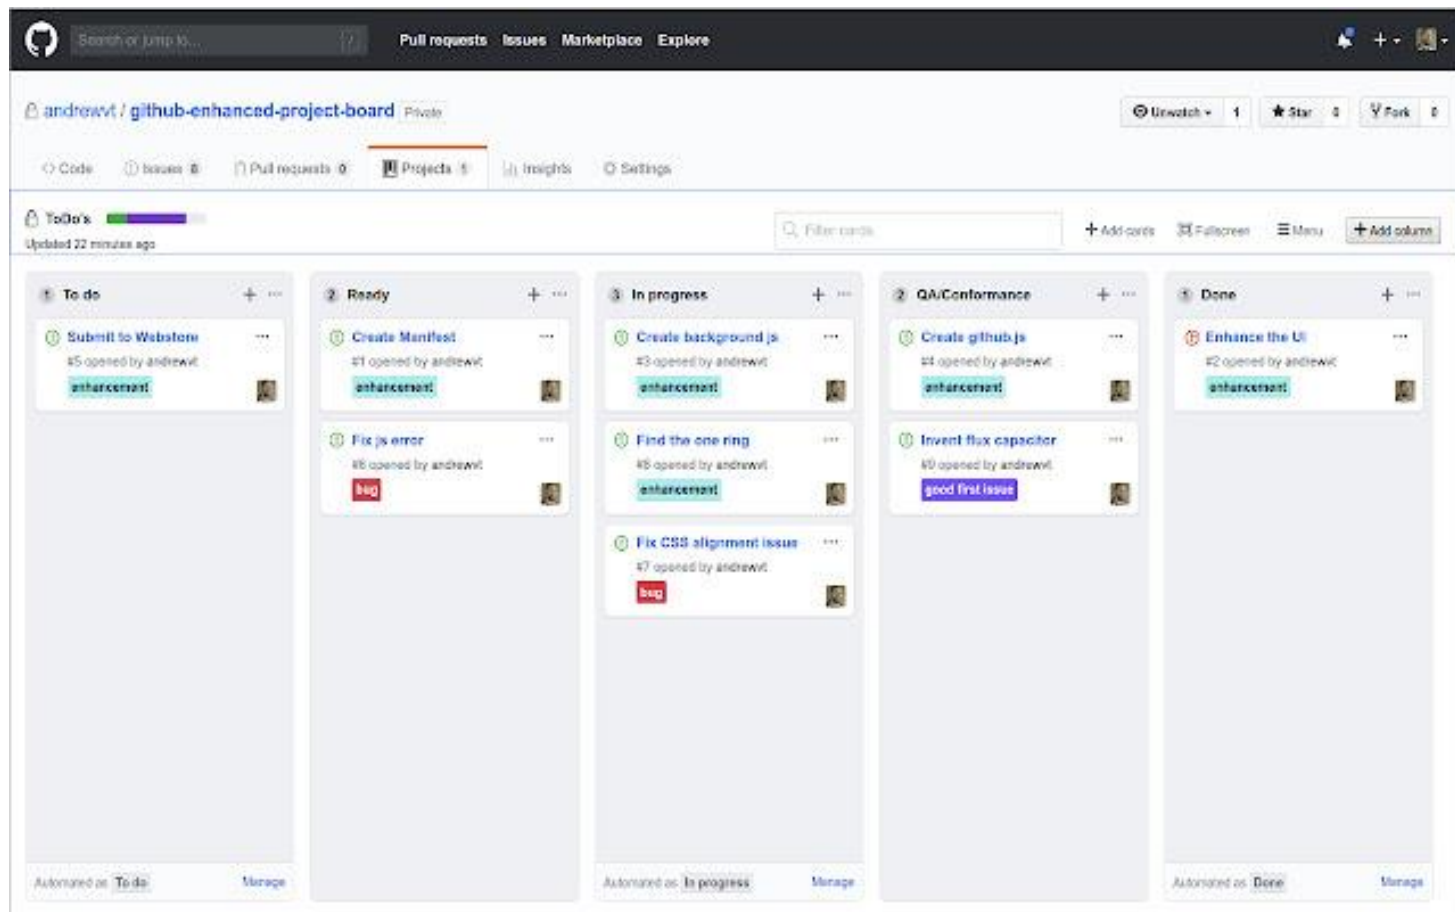 Search or jump to... /
Pull requests Issues Marketplace Explore
andrewvt / github-enhanced-project-board Private
Unwatch 1 Star 0 Fork 0
Code Issues 8 Pull requests 0 Projects 1 Insights Settings
ToDo's
Updated 22 minutes ago
Filter cards
Add cards Fullscreen Menu Add column
1 To do
Submit to Webstore
#5 opened by andrewvt
enhancement
Automated as To do Manage
2 Ready
Create Manifest
#1 opened by andrewvt
enhancement
Fix js error
#6 opened by andrewvt
bug
3 In progress
Create background.js
#3 opened by andrewvt
enhancement
Find the one ring
#8 opened by andrewvt
enhancement
Fix CSS alignment issue
#7 opened by andrewvt
bug
Automated as In progress Manage
2 QA/Conformance
Create github.js
#4 opened by andrewvt
enhancement
Invent flux capacitor
#9 opened by andrewvt
good first issue
1 Done
Enhance the UI
#2 opened by andrewvt
enhancement
Automated as Done Manage